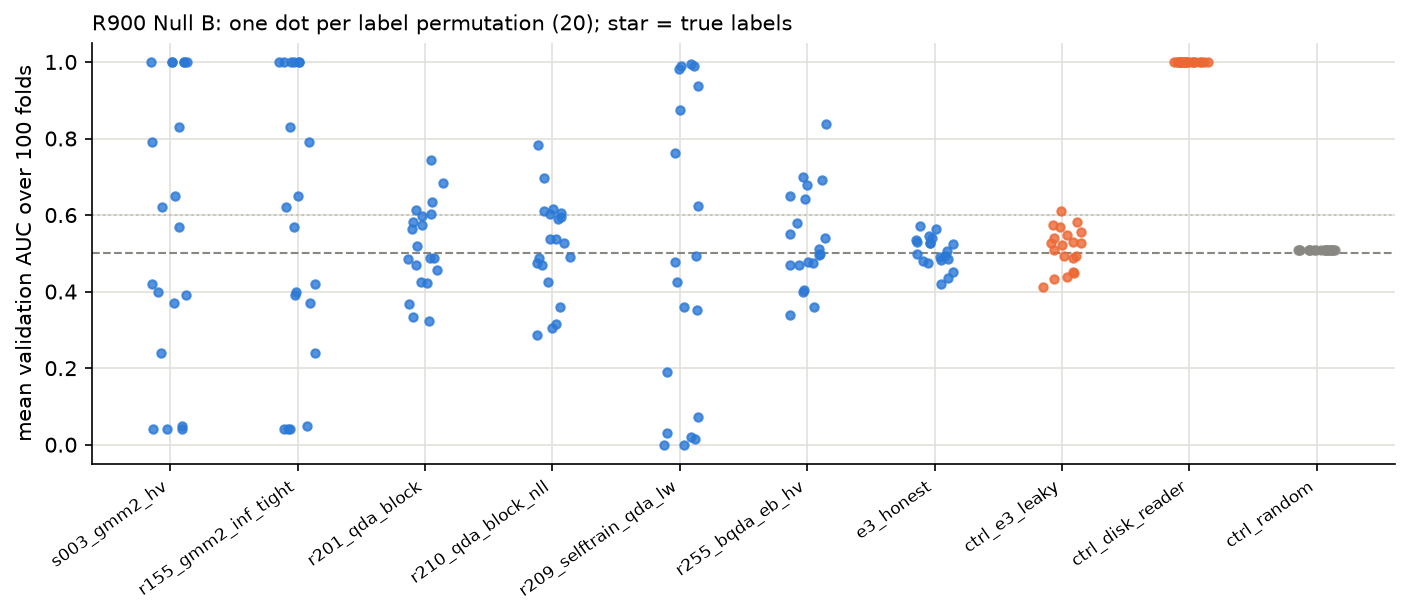 R900 Null B: one dot per label permutation (20); star = true labels
mean validation AUC over 100 folds
1.0
0.8
0.6
0.4
0.2
0.0
s003_gmm2_hv
r155_gmm2_inf_tight
r201_qda_block
r210_qda_block_nll
r209_selftrain_qda_lw
r255_bqda_eb_hv
e3_honest
ctrl_e3_leaky
ctrl_disk_reader
ctrl_random